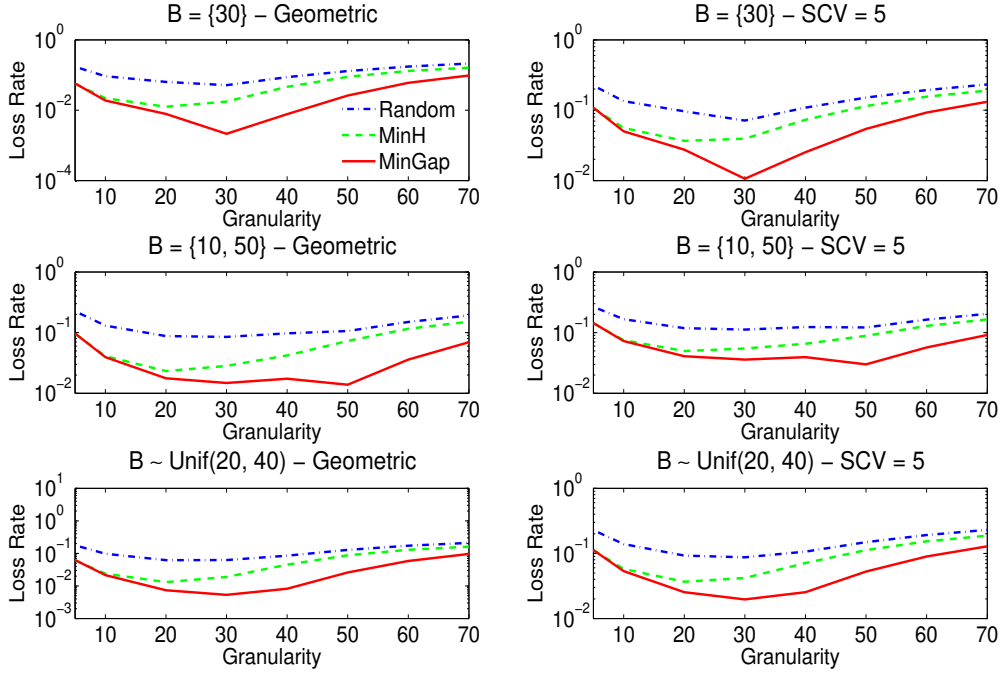 B = {30} − Geometric
Loss Rate
10^0
10^−2
10^−4
Random
MinH
MinGap
10 20 30 40 50 60 70
Granularity
B = {30} − SCV = 5
Loss Rate
10^0
10^−1
10^−2
10 20 30 40 50 60 70
Granularity
B = {10, 50} − Geometric
Loss Rate
10^0
10^−1
10^−2
10 20 30 40 50 60 70
Granularity
B = {10, 50} − SCV = 5
Loss Rate
10^0
10^−1
10^−2
10 20 30 40 50 60 70
Granularity
B ~ Unif(20, 40) − Geometric
Loss Rate
10^1
10^0
10^−1
10^−2
10^−3
10 20 30 40 50 60 70
Granularity
B ~ Unif(20, 40) − SCV = 5
Loss Rate
10^0
10^−1
10^−2
10 20 30 40 50 60 70
Granularity